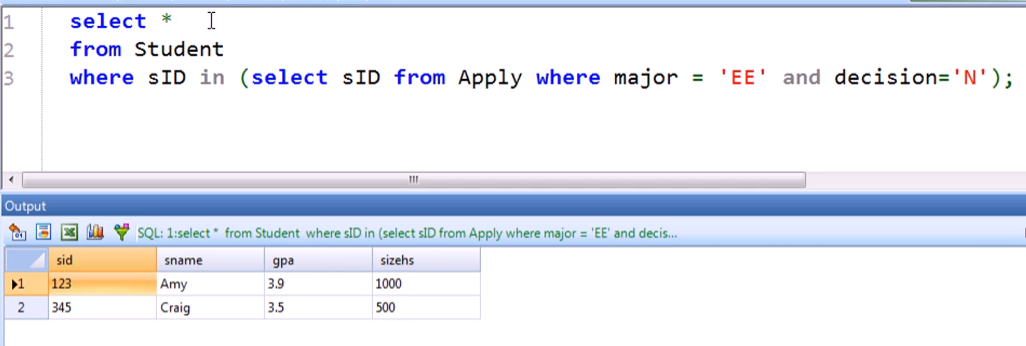 1 select *
2 from Student
3 where sID in (select sID from Apply where major = 'EE' and decision='N');
Output
SQL: 1:select * from Student where sID in (select sID from Apply where major = 'EE' and decis...
sid sname gpa sizehs
1 123 Amy 3.9 1000
2 345 Craig 3.5 500